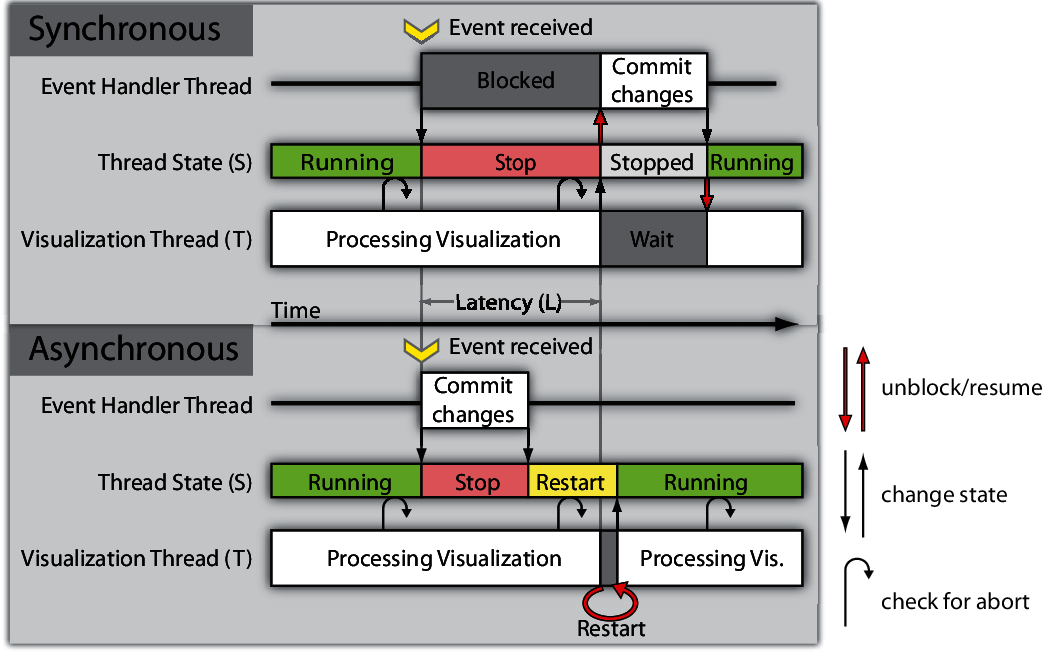 Synchronous
Event received
Event Handler Thread
Blocked
Commit
changes
Thread State (S)
Running
Stop
Stopped
Running
Visualization Thread (T)
Processing Visualization
Wait
Latency (L)
Time
Asynchronous
Event received
Event Handler Thread
Commit
changes
Thread State (S)
Running
Stop
Restart
Running
Visualization Thread (T)
Processing Visualization
Processing Vis.
Restart
unblock/resume
change state
check for abort